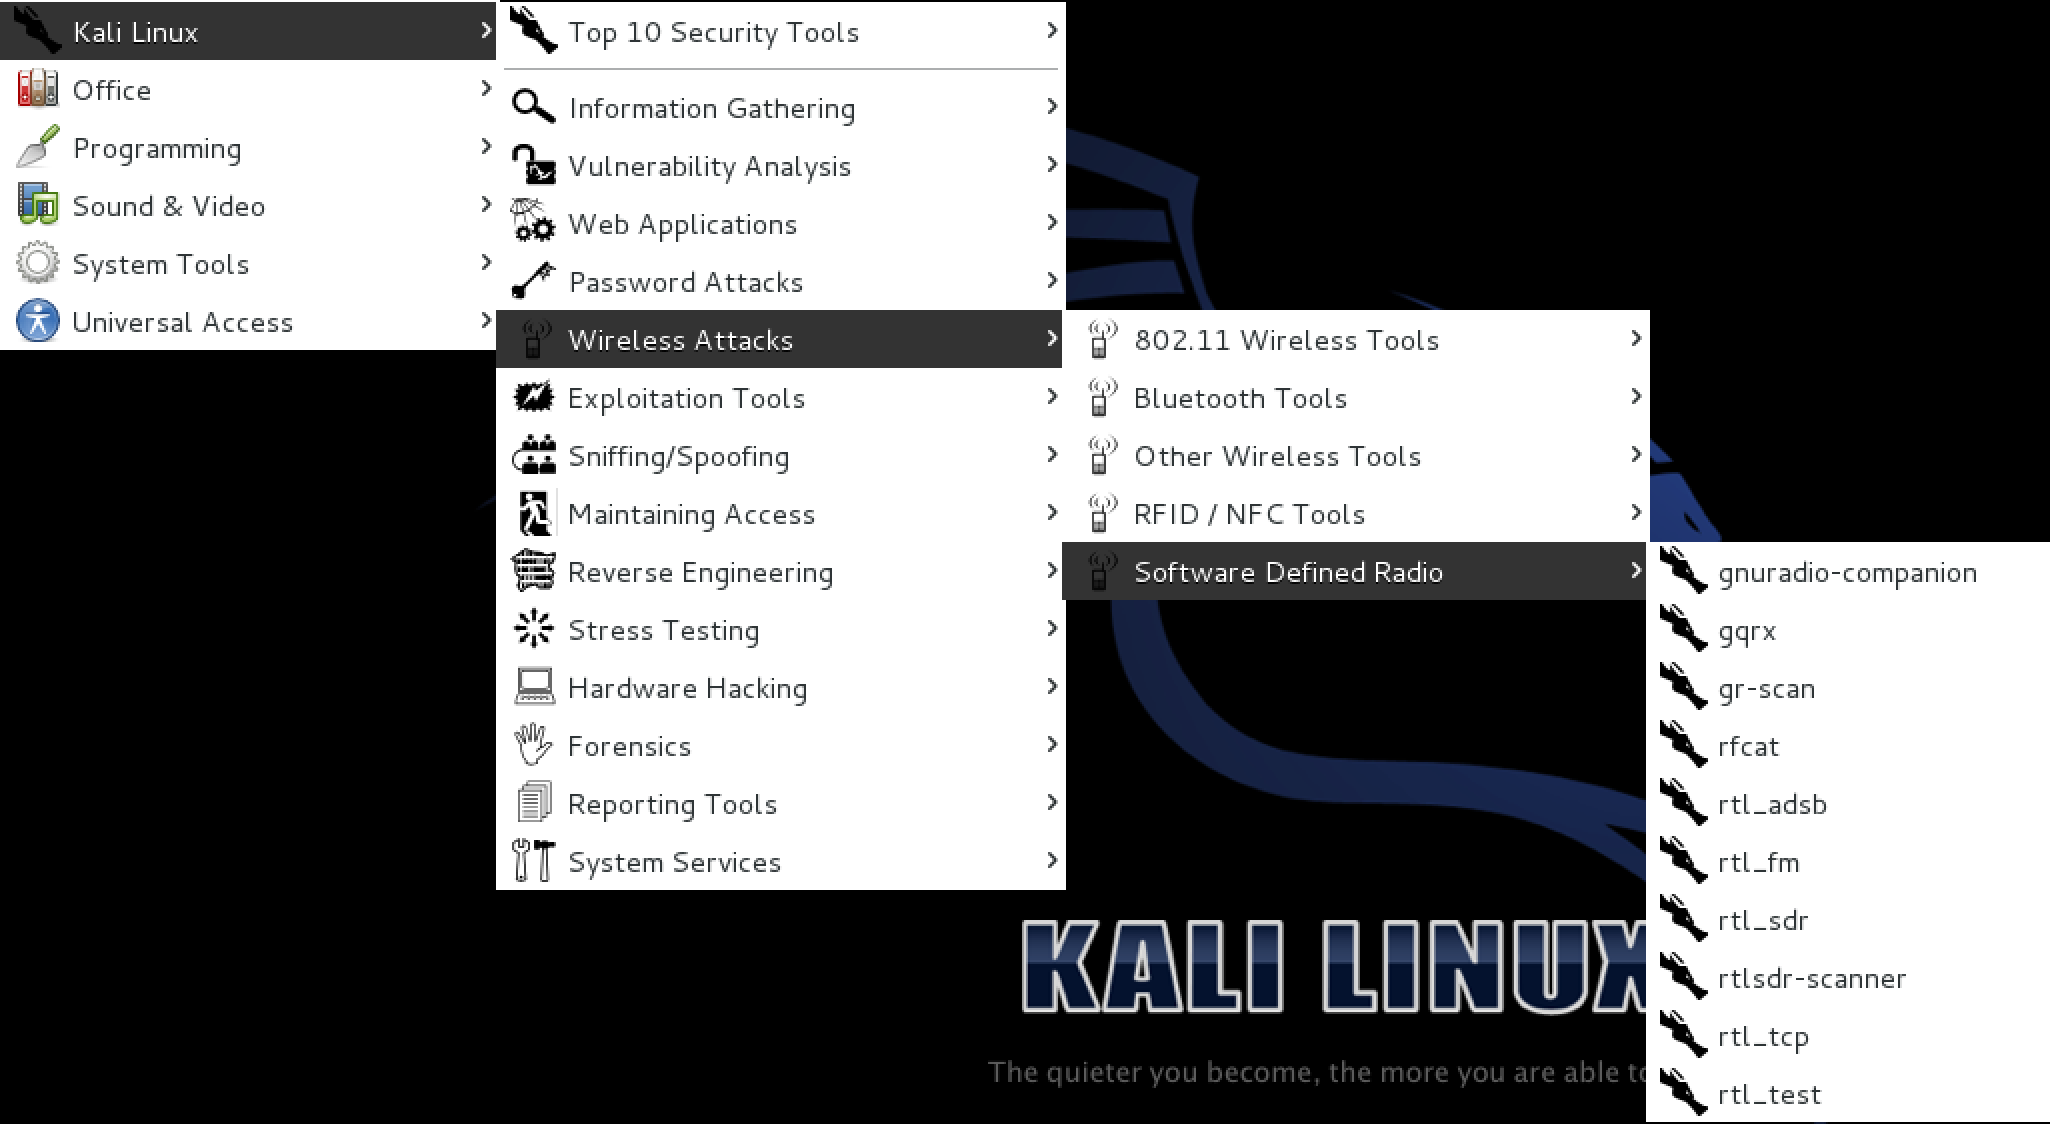 Kali Linux
Office
Programming
Sound & Video
System Tools
Universal Access
Top 10 Security Tools
Information Gathering
Vulnerability Analysis
Web Applications
Password Attacks
Wireless Attacks
Exploitation Tools
Sniffing/Spoofing
Maintaining Access
Reverse Engineering
Stress Testing
Hardware Hacking
Forensics
Reporting Tools
System Services
802.11 Wireless Tools
Bluetooth Tools
Other Wireless Tools
RFID / NFC Tools
Software Defined Radio
gnuradio-companion
gqrx
gr-scan
rfcat
rtl_adsb
rtl_fm
rtl_sdr
rtlsdr-scanner
rtl_tcp
rtl_test
KALI LINUX
The quieter you become, the more you are able to